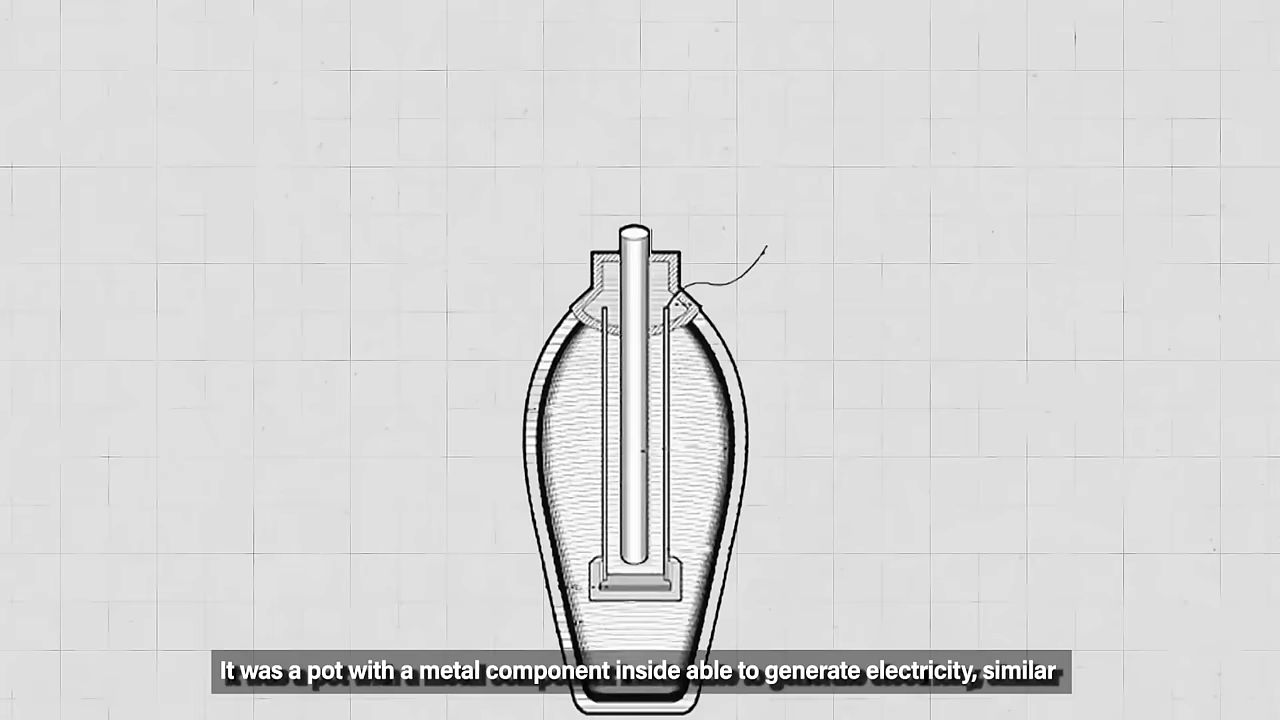 It was a pot with a metal component inside able to generate electricity, similar